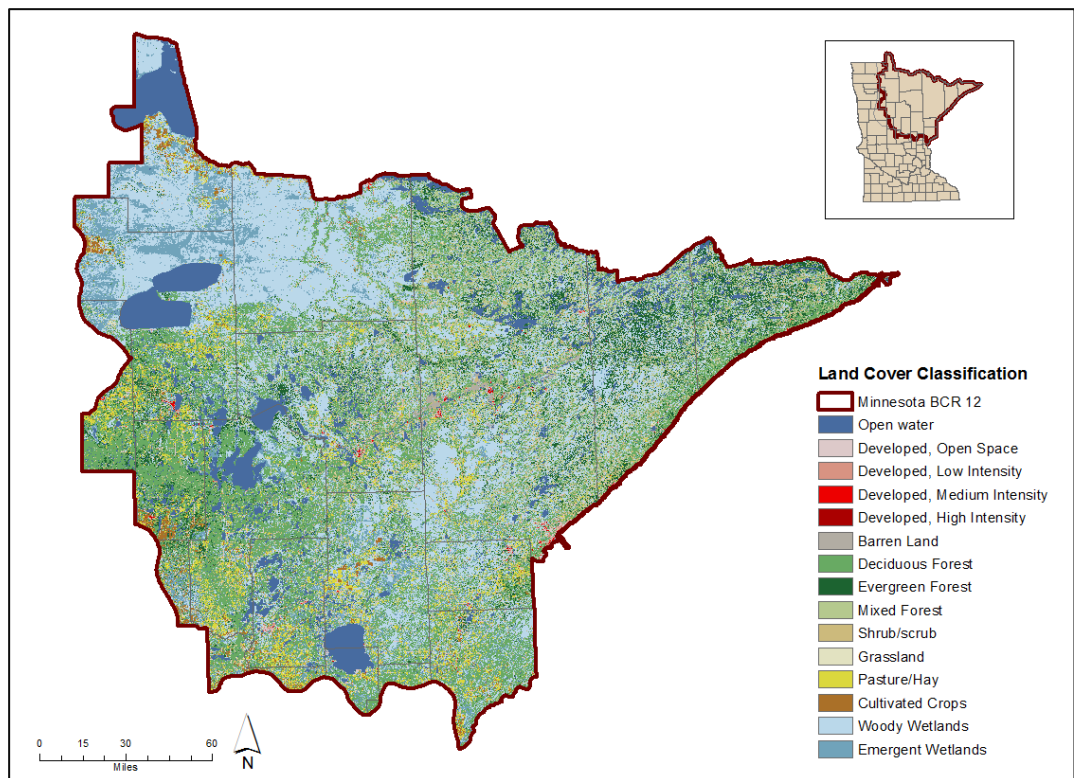 Land Cover Classification
Minnesota BCR 12
Open water
Developed, Open Space
Developed, Low Intensity
Developed, Medium Intensity
Developed, High Intensity
Barren Land
Deciduous Forest
Evergreen Forest
Mixed Forest
Shrub/scrub
Grassland
Pasture/Hay
Cultivated Crops
Woody Wetlands
Emergent Wetlands
0 15 30 60
Miles
N